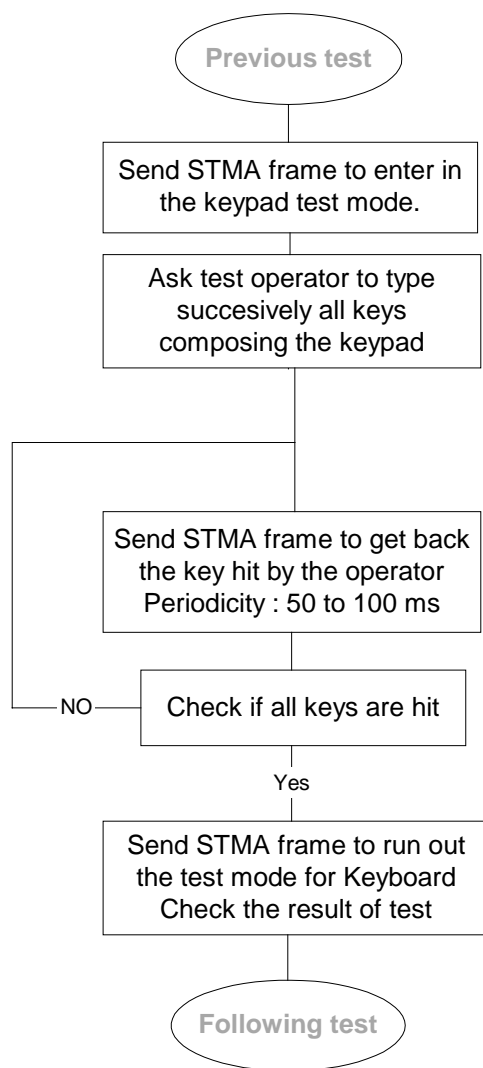 Previous test
Send STMA frame to enter in
the keypad test mode.
Ask test operator to type
succesively all keys
composing the keypad
Send STMA frame to get back
the key hit by the operator
Periodicity : 50 to 100 ms
NO
Check if all keys are hit
Yes
Send STMA frame to run out
the test mode for Keyboard
Check the result of test
Following test